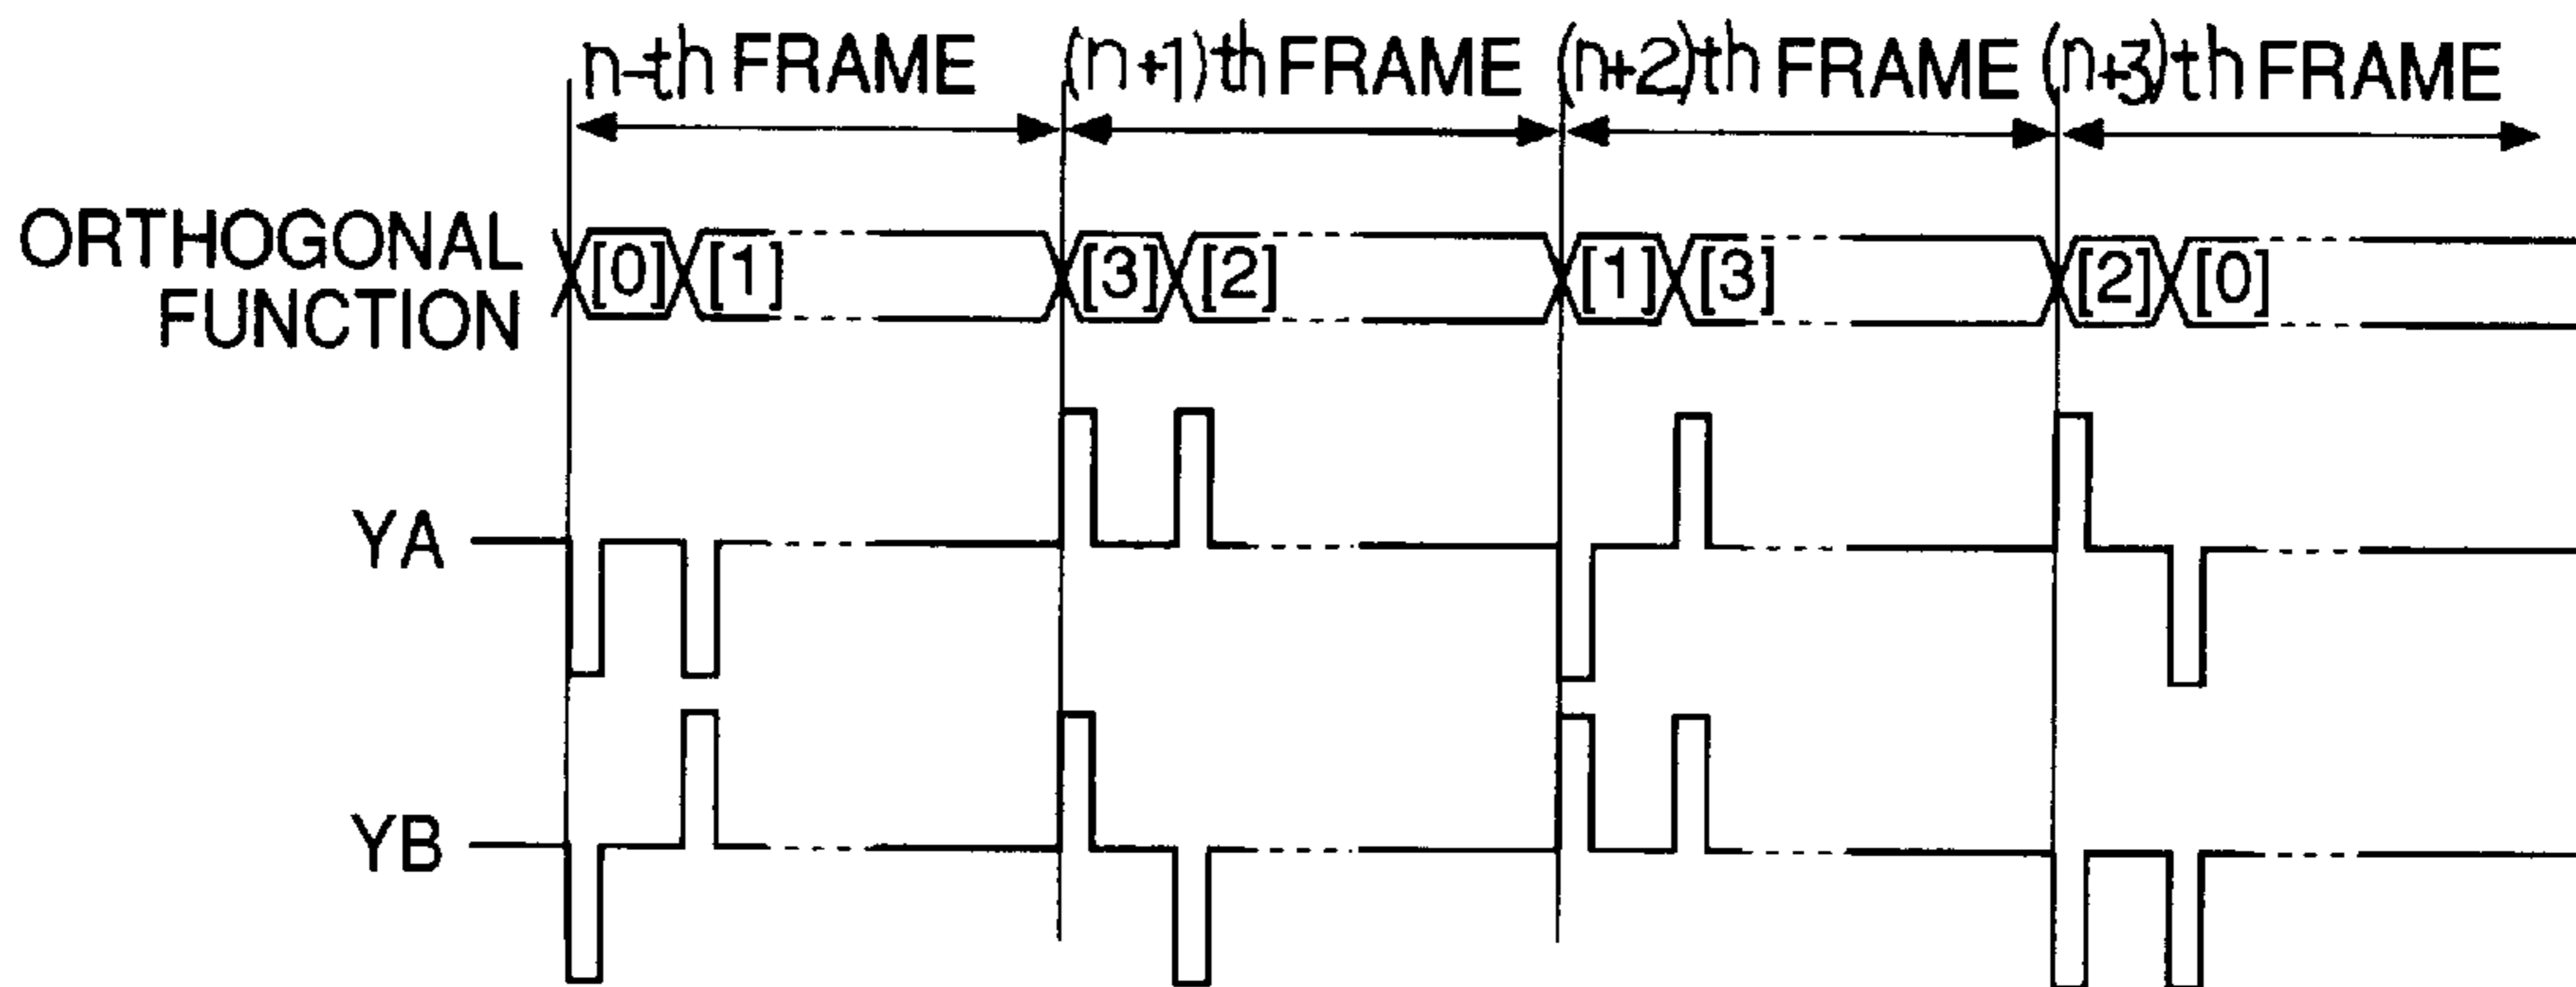 n-th FRAME (n+1)th FRAME (n+2)th FRAME (n+3)th FRAME
ORTHOGONAL
FUNCTION
[0] [1] [3] [2] [1] [3] [2] [0]
YA
YB